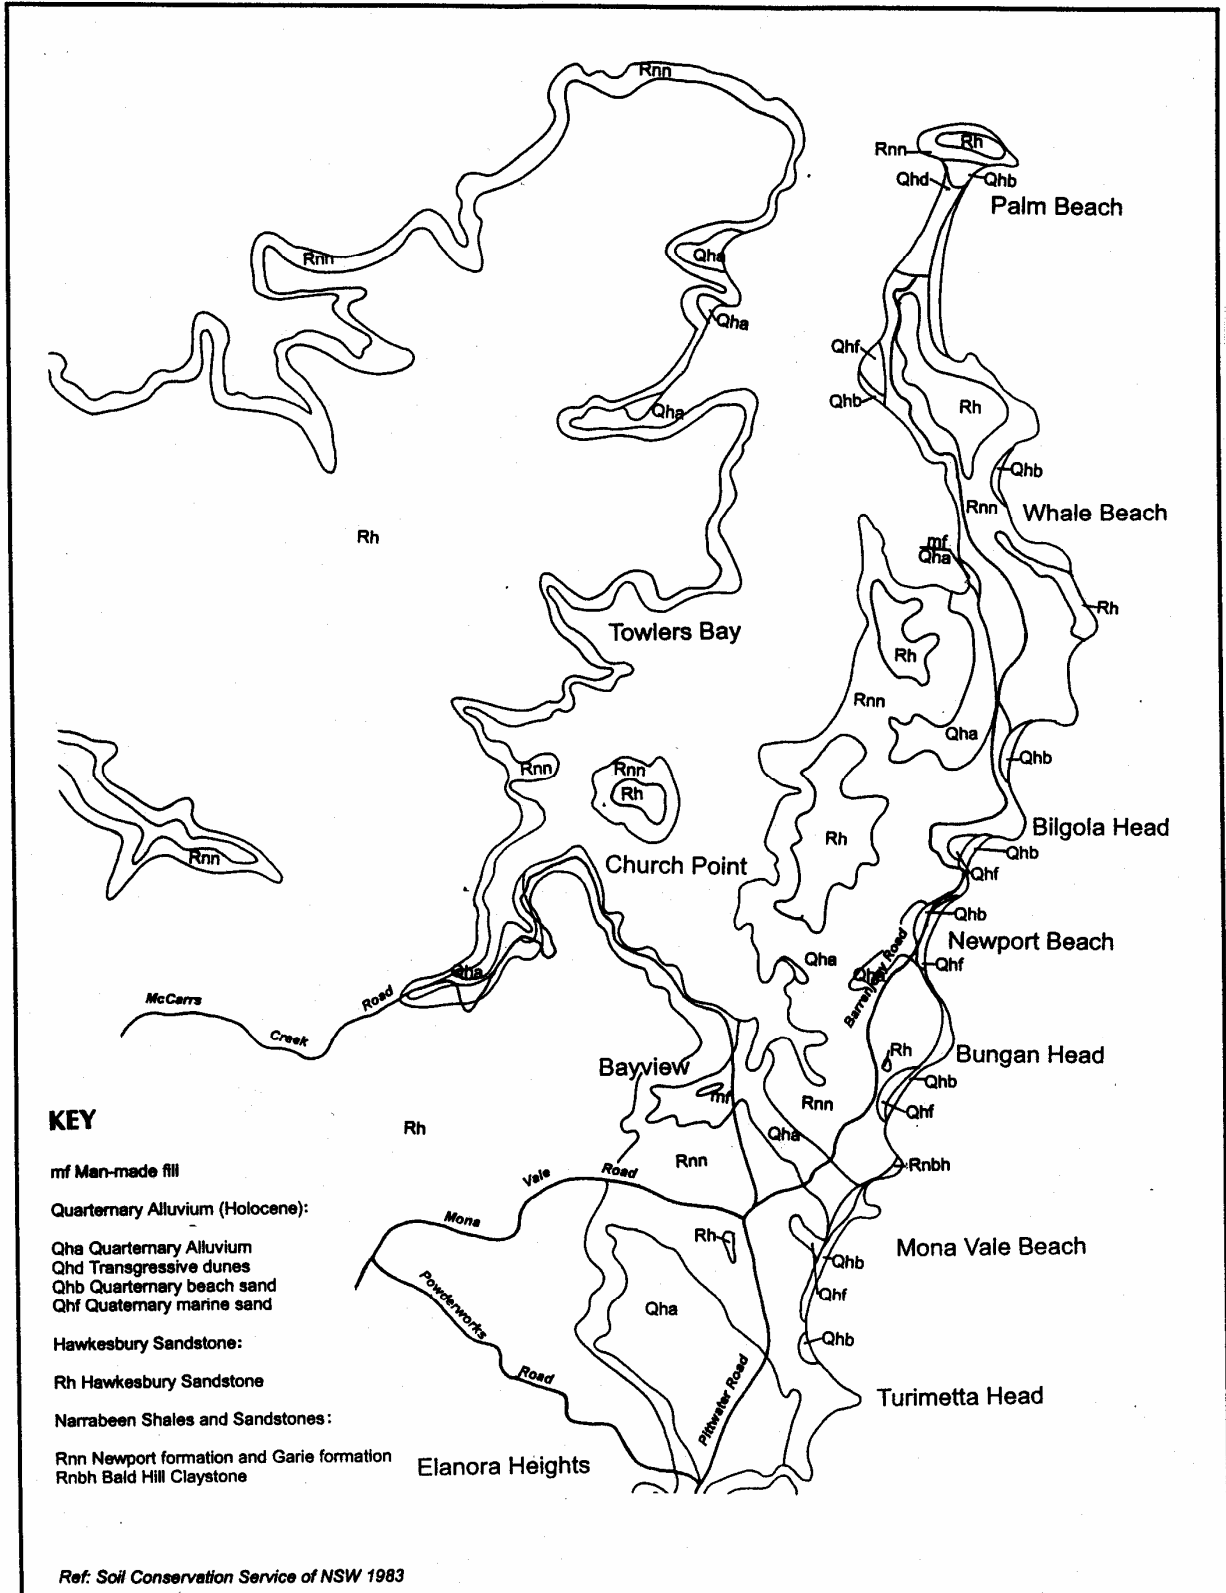 Rnn
Rnn
Rh
Qhd
Qhb
Palm Beach
Rnn
Qha
Qha
Qhf
Qhb
Qha
Rh
Qhb
Rnn
Whale Beach
Rh
mf
Qha
Rh
Towlers Bay
Rh
Rnn
Qha
Qhb
Rnn
Rnn
Rh
Bilgola Head
Rh
Qhb
Rnn
Church Point
Qhf
Qhb
Newport Beach
Qha
Qhf
Qha
Qha
Barrenjoey Road
McCarrs
Creek
Road
Rh
Bungan Head
Bayview
Qhb
mf
Rnn
Qhf
KEY
Rh
Qha
Rnbh
Rnn
mf Man-made fill
Vale
Road
Mona
Quarternary Alluvium (Holocene):
Rh
Mona Vale Beach
Qha Quarternary Alluvium
Qhd Transgressive dunes
Qhb Quarternary beach sand
Qhf Quaternary marine sand
Qhb
Powderworks
Road
Qhf
Qha
Qhb
Hawkesbury Sandstone:
Rh Hawkesbury Sandstone
Pittwater Road
Turimetta Head
Narrabeen Shales and Sandstones:
Rnn Newport formation and Garie formation
Rnbh Bald Hill Claystone
Elanora Heights
Ref: Soil Conservation Service of NSW 1983